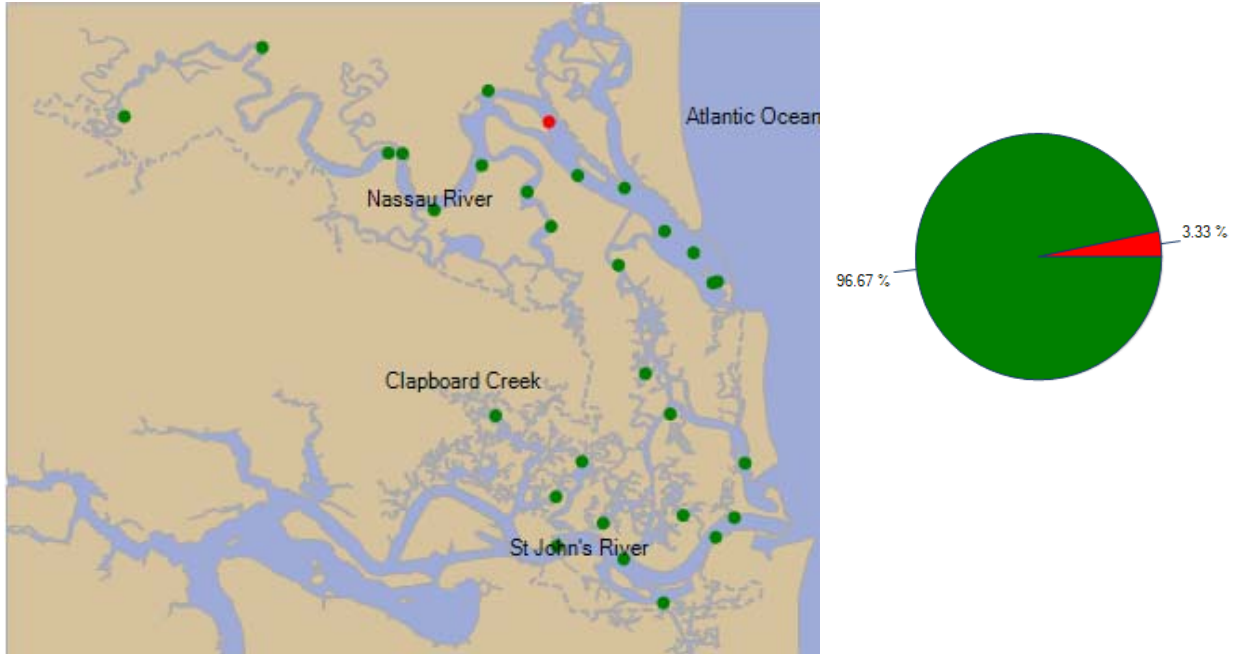 Atlantic Ocean
Nassau River
Clapboard Creek
St John's River
96.67 %
3.33 %